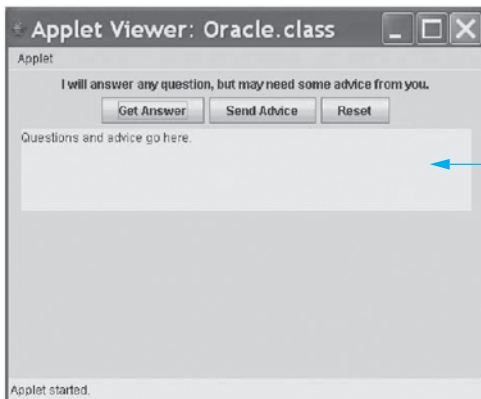 Applet Viewer: Oracle.class
Applet
I will answer any question, but may need some advice from you.
Get Answer Send Advice Reset
Questions and advice go here.
Applet started.